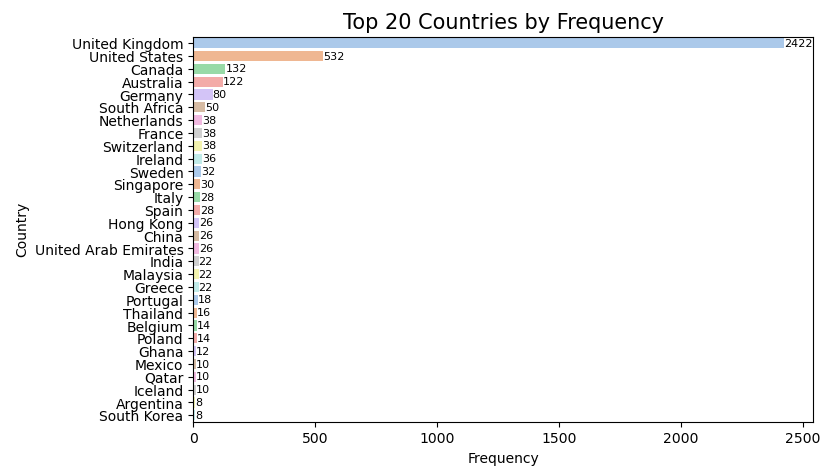 Top 20 Countries by Frequency
Country
United Kingdom 2422
United States 532
Canada 132
Australia 122
Germany 80
South Africa 50
Netherlands 38
France 38
Switzerland 38
Ireland 36
Sweden 32
Singapore 30
Italy 28
Spain 28
Hong Kong 26
China 26
United Arab Emirates 26
India 22
Malaysia 22
Greece 22
Portugal 18
Thailand 16
Belgium 14
Poland 14
Ghana 12
Mexico 10
Qatar 10
Iceland 10
Argentina 8
South Korea 8
0 500 1000 1500 2000 2500
Frequency